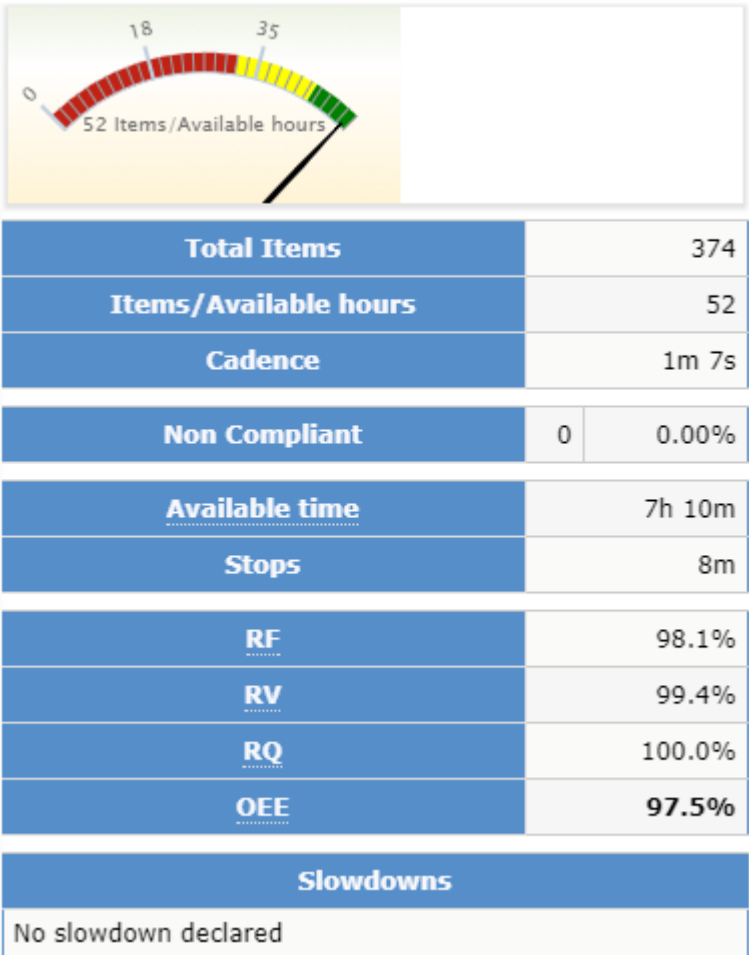 0 18 35
52 Items/Available hours
Total Items 374
Items/Available hours 52
Cadence 1m 7s
Non Compliant 0 0.00%
Available time 7h 10m
Stops 8m
RF 98.1%
RV 99.4%
RQ 100.0%
OEE 97.5%
Slowdowns
No slowdown declared